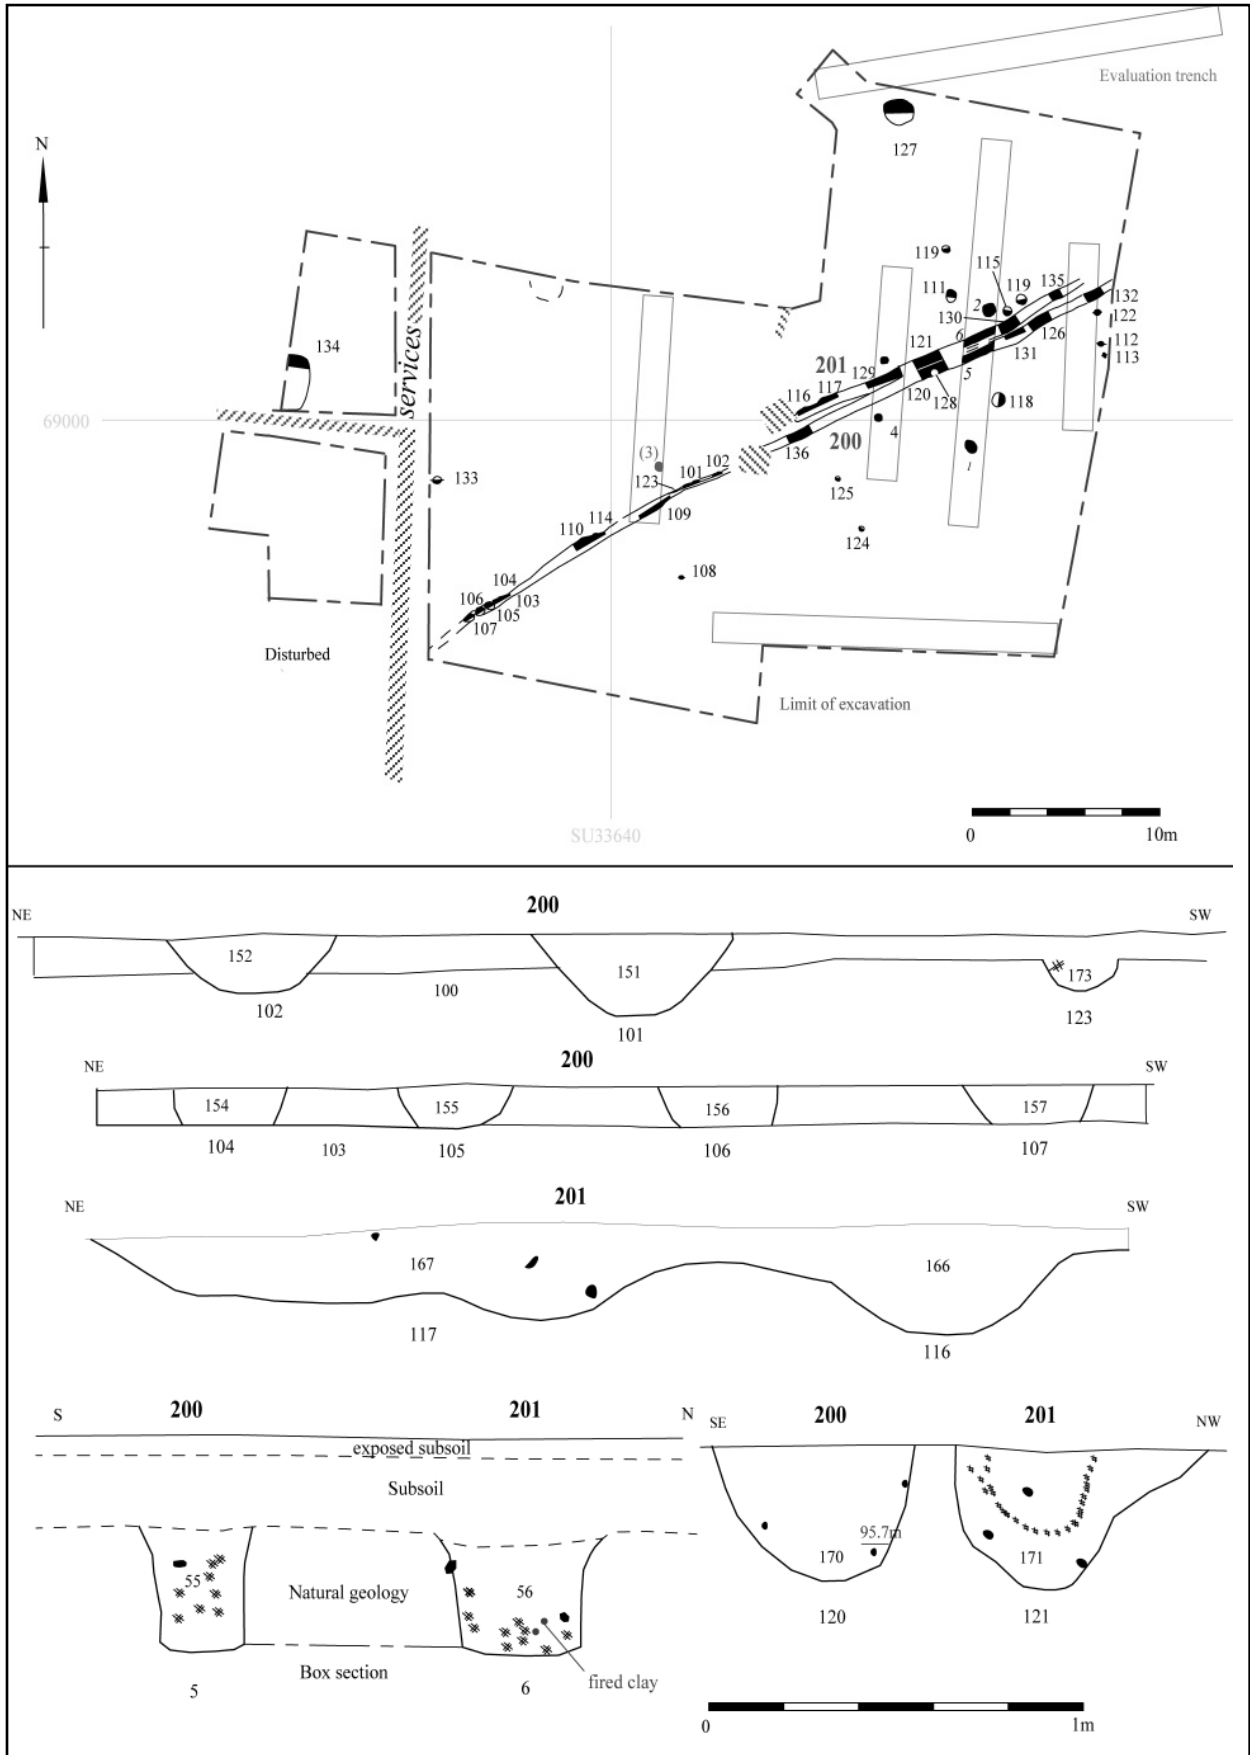 N
Evaluation trench
127
119
115
119
135
132
111
2
130
122
134
services
121
6
126
112
131
113
201
129
116
117
120
128
5
118
69000
200
4
(3)
136
1
102
101
133
123
125
109
114
110
124
108
104
106
103
105
107
Disturbed
Limit of excavation
0 10m
SU33640
NE 200 SW
152 151 173
100
102 101 123
NE 200 SW
154 155 156 157
104 103 105 106 107
NE 201 SW
167 166
117 116
S 200 201 N
exposed subsoil
Subsoil
55 56
Natural geology
Box section
fired clay
5 6
SE 200 201 NW
95.7m
170 171
120 121
0 1m